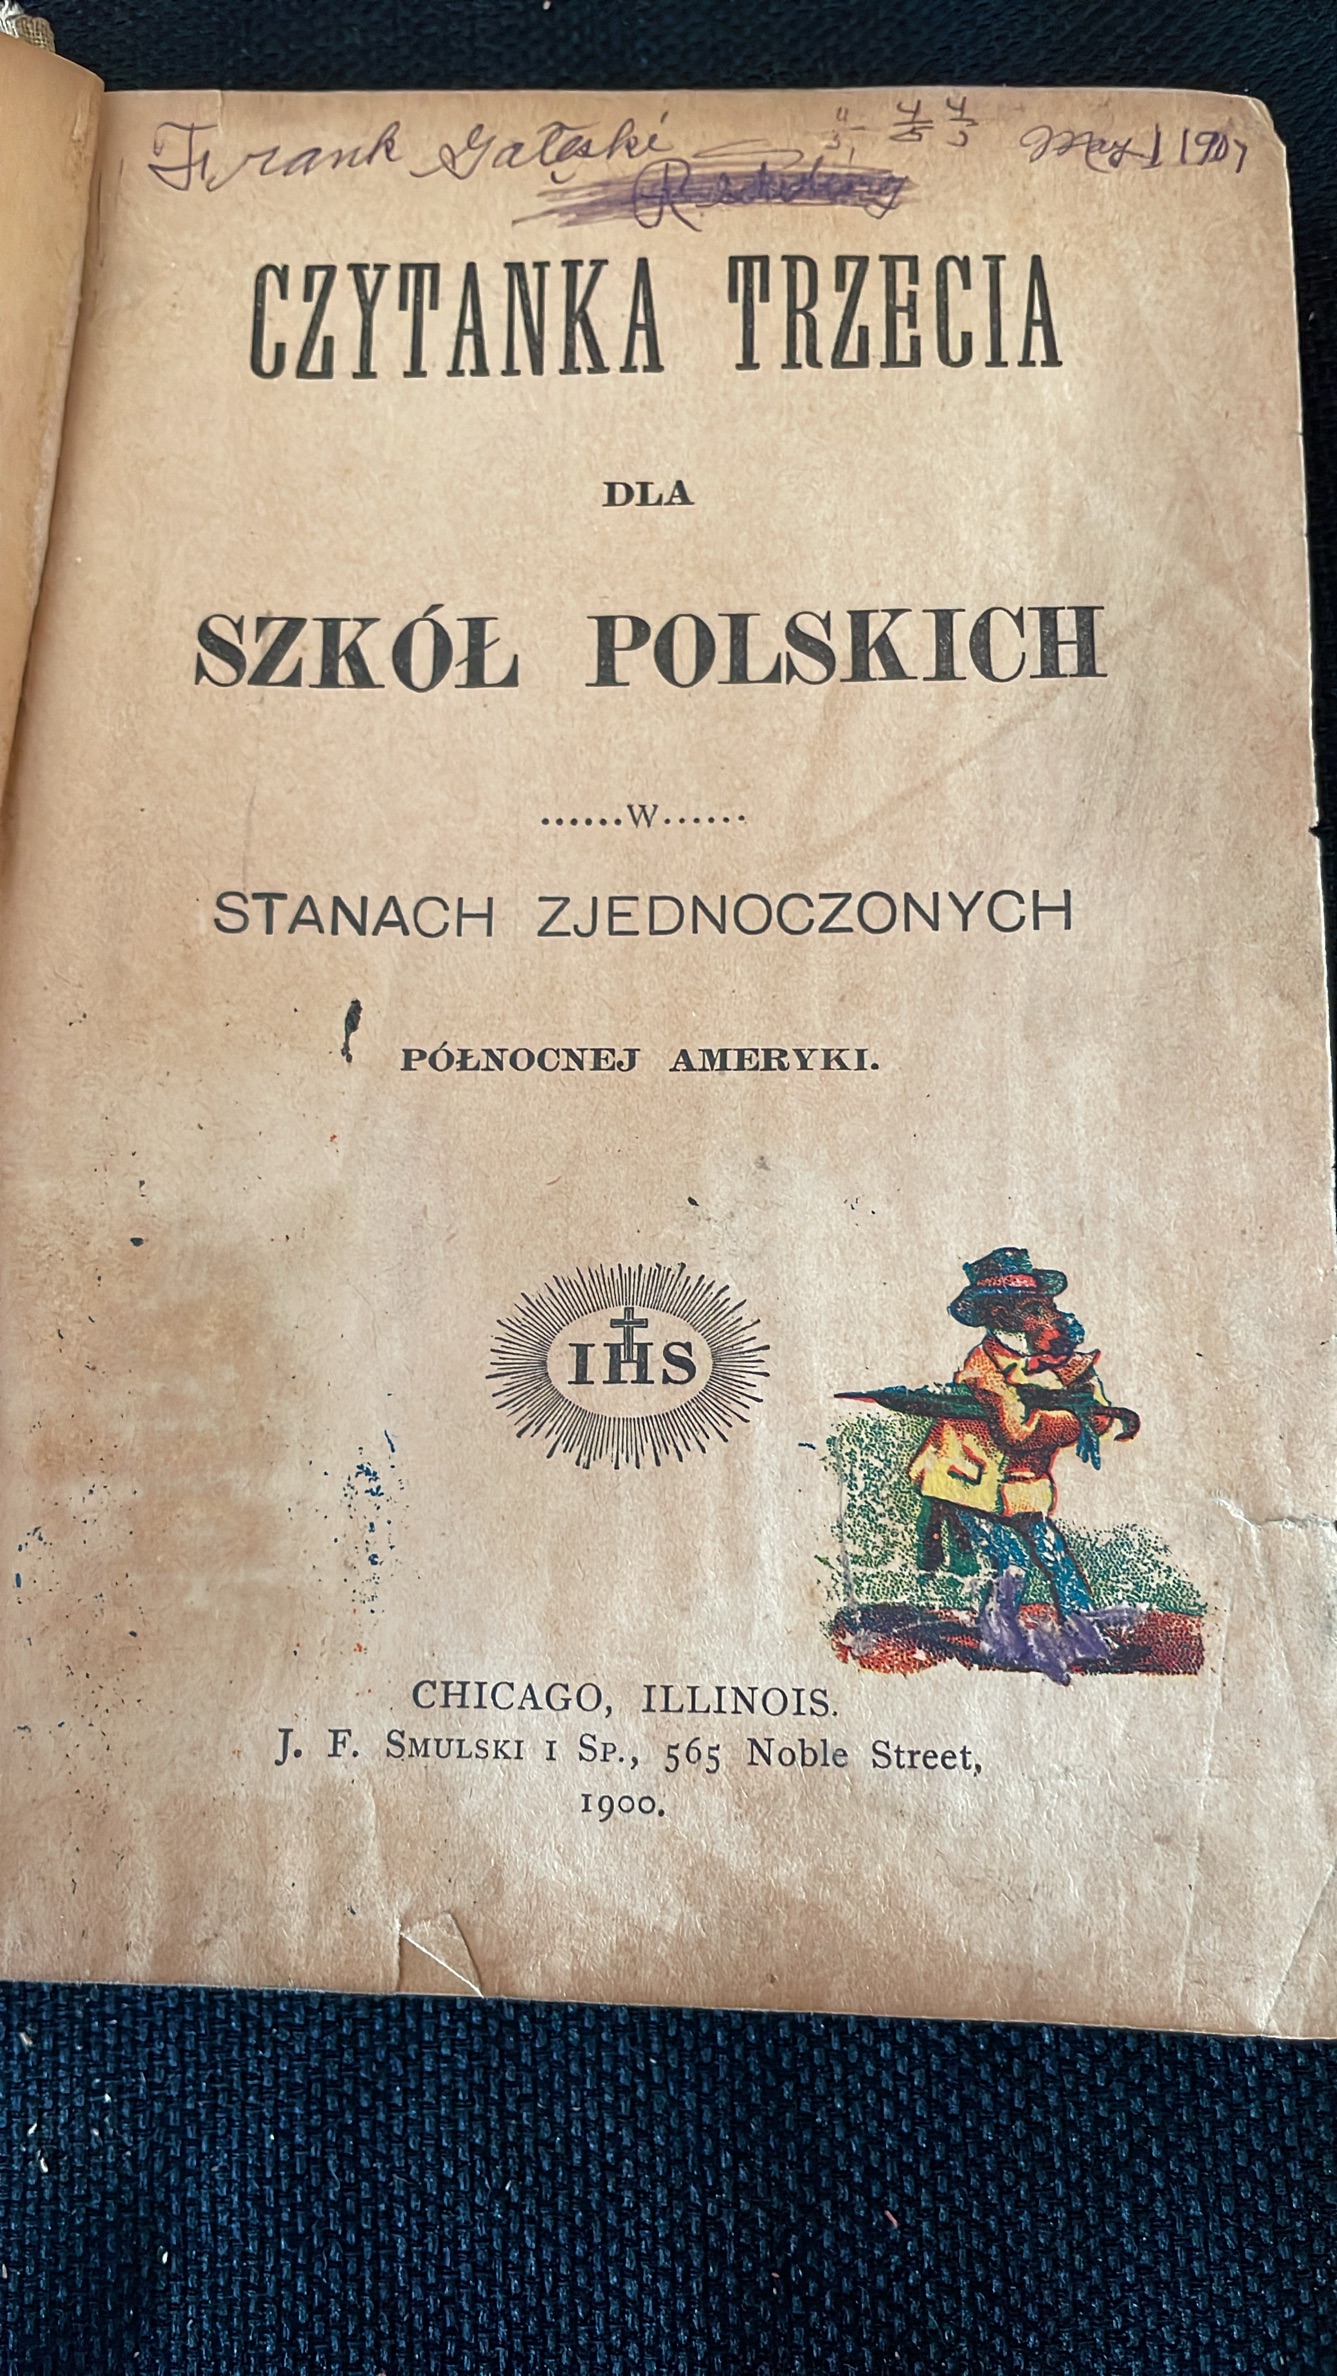 Frank Gałęski May 1 1907
CZYTANKA TRZECIA
DLA
SZKÓŁ POLSKICH
......W......
STANACH ZJEDNOCZONYCH
PÓŁNOCNEJ AMERYKI.
IHS
CHICAGO, ILLINOIS.
J. F. SMULSKI I SP., 565 Noble Street,
1900.